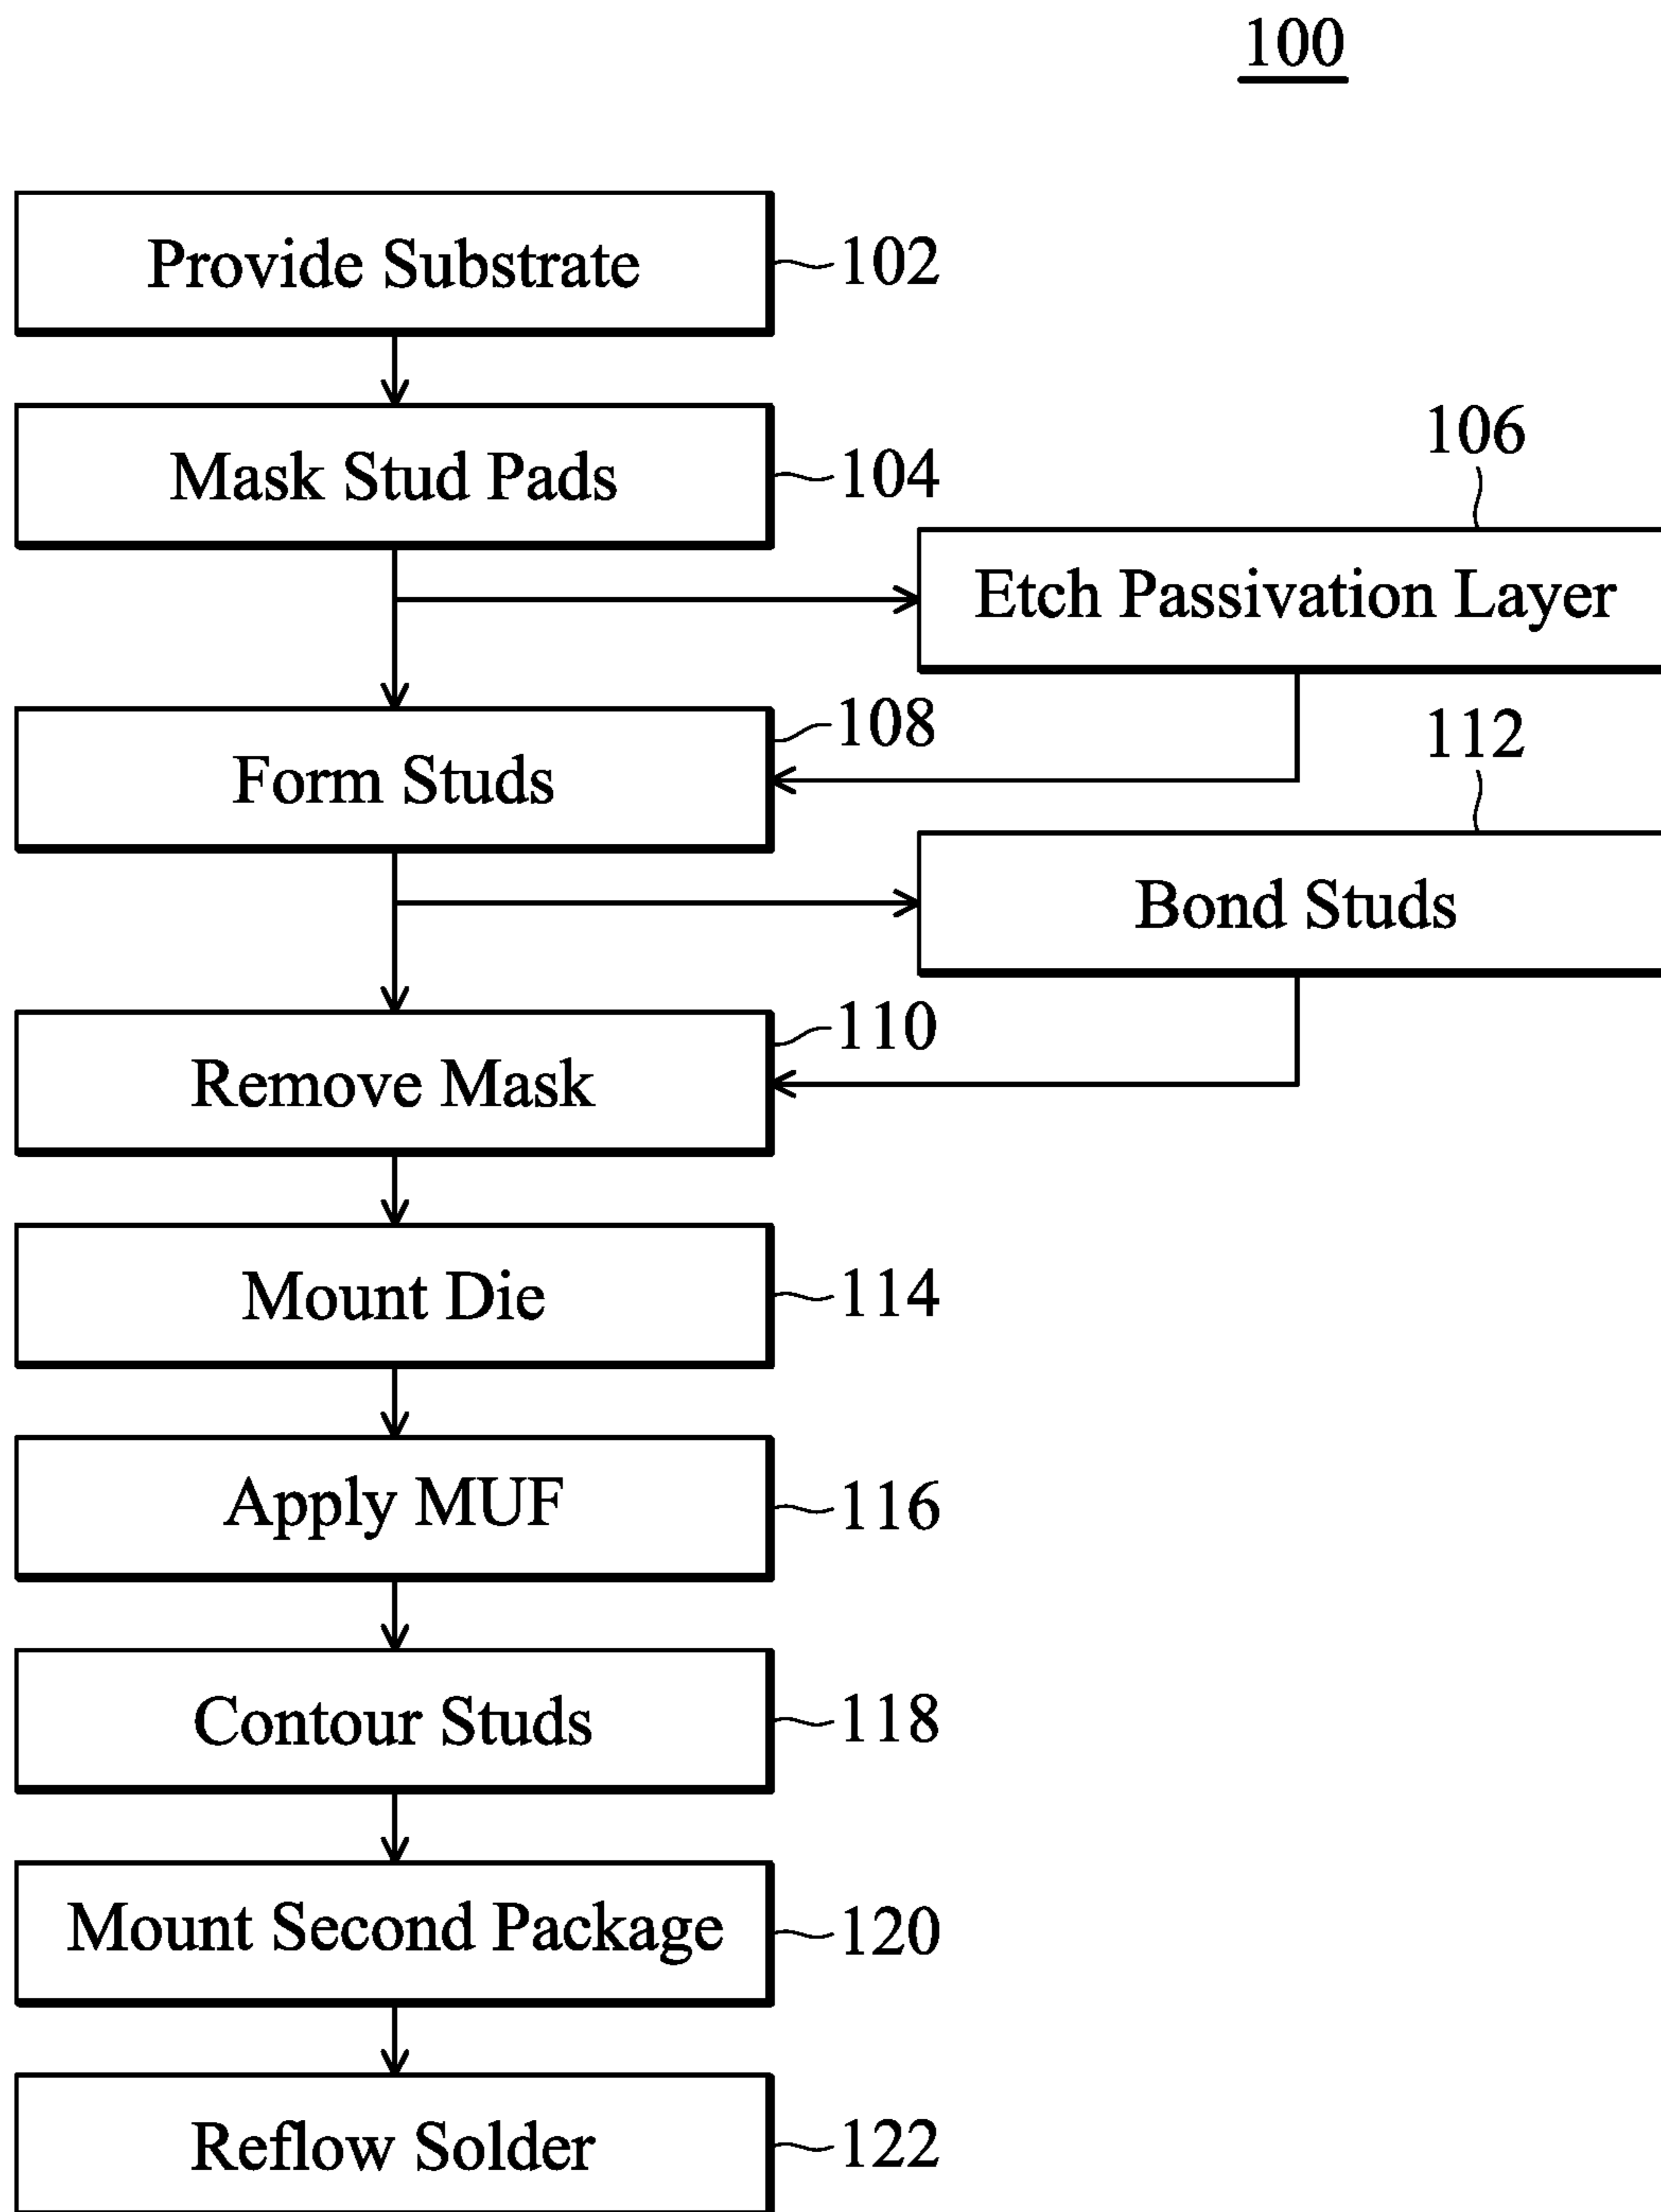 100
Provide Substrate
102
Mask Stud Pads
104
106
Etch Passivation Layer
Form Studs
108
112
Bond Studs
Remove Mask
110
Mount Die
114
Apply MUF
116
Contour Studs
118
Mount Second Package
120
Reflow Solder
122